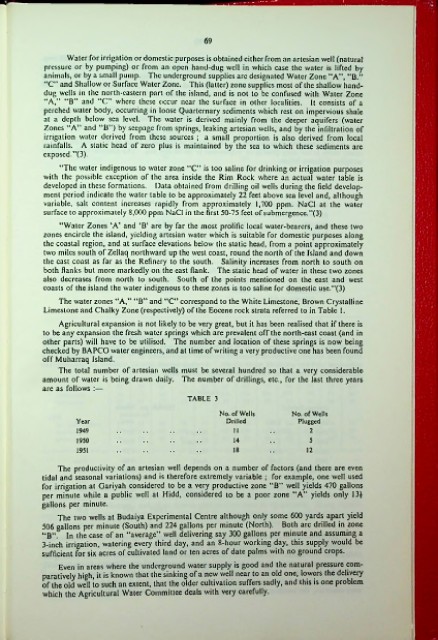 69
Water for irrigation or domestic purposes is obtained either from an artesian well (natural
pressure or by pumping) or from an open hand-dug well in which case the water is lifted by
animals, or by a small pump. The underground supplies are designated Water Zone "A", "B,"
"C" and Shallow or Surface Water Zone. This (latter) zone supplies most of the shallow hand-
dug wells in the north-eastern part of the island, and is not to be confused with Water Zone
"A," "B" and "C" where these occur near the surface in other localities. It consists of a
perched water body, occurring in loose Quarternary sediments which rest on impervious shale
at a depth below sea level. The water is derived mainly from the deeper aquifers (water
Zones "A" and "B") by seepage from springs, leaking artesian wells, and by the infiltration of
irrigation water derived from these sources ; a small proportion is also derived from local
rainfalls. A static head of zero plus is maintained by the sea to which these sediments are
exposed."(3)
"The water indigenous to water zone "C" is too saline for drinking or irrigation purposes
with the possible exception of the area inside the Rim Rock where an actual water table is
developed in these formations. Data obtained from drilling oil wells during the field develop-
ment period indicate the water table to be approximately 22 feet above sea level and, although
variable, salt content increases rapidly from approximately 1,700 ppm. NaCl at the water
surface to approximately 8,000 ppm NaCl in the first 50-75 feet of submergence."(3)
"Water Zones 'A' and 'B' are by far the most prolific local water-bearers, and these two
zones encircle the island, yielding artesian water which is suitable for domestic purposes along
the coastal region, and at surface elevations below the static head, from a point approximately
two miles south of Zellaq northward up the west coast, round the north of the Island and down
the east coast as far as the Refinery to the south. Salinity increases from north to south on
both flanks but more markedly on the east flank. The static head of water in these two zones
also decreases from north to south. South of the points mentioned on the east and west
coasts of the island the water indigenous to these zones is too saline for domestic use."(3)
The water zones "A," "B" and "C" correspond to the White Limestone, Brown Crystalline
Limestone and Chalky Zone (respectively) of the Eocene rock strata referred to in Table 1.
Agricultural expansion is not likely to be very great, but it has been realised that if there is
to be any expansion the fresh water springs which are prevalent off the north-east coast (and in
other parts) will have to be utilised. The number and location of these springs is now being
checked by BAPCO water engineers, and at time of writing a very productive one has been found
off Muharraq Island.
The total number of artesian wells must be several hundred so that a very considerable
amount of water is being drawn daily. The number of drillings, etc., for the last three years
are as follows :—
TABLE 3
No. of Wells No. of Wells
Year Drilled Plugged
1949 .. .. .. .. 11 .. 2
1950 .. .. .. .. 14 .. 5
1951 .. .. .. .. 18 .. 12
The productivity of an artesian well depends on a number of factors (and there are even
tidal and seasonal variations) and is therefore extremely variable ; for example, one well used
for irrigation at Gariyah considered to be a very productive zone "B" well yields 470 gallons
per minute while a public well at Hidd, considered to be a poor zone "A" yields only 13½
gallons per minute.
The two wells at Budaiya Experimental Centre although only some 600 yards apart yield
506 gallons per minute (South) and 224 gallons per minute (North). Both are drilled in zone
"B". In the case of an "average" well delivering say 300 gallons per minute and assuming a
3-inch irrigation, watering every third day, and an 8-hour working day, this supply would be
sufficient for six acres of cultivated land or ten acres of date palms with no ground crops.
Even in areas where the underground water supply is good and the natural pressure com-
paratively high, it is known that the sinking of a new well near to an old one, lowers the delivery
of the old well to such an extent, that the older cultivation suffers sadly, and this is one problem
which the Agricultural Water Committee deals with very carefully.